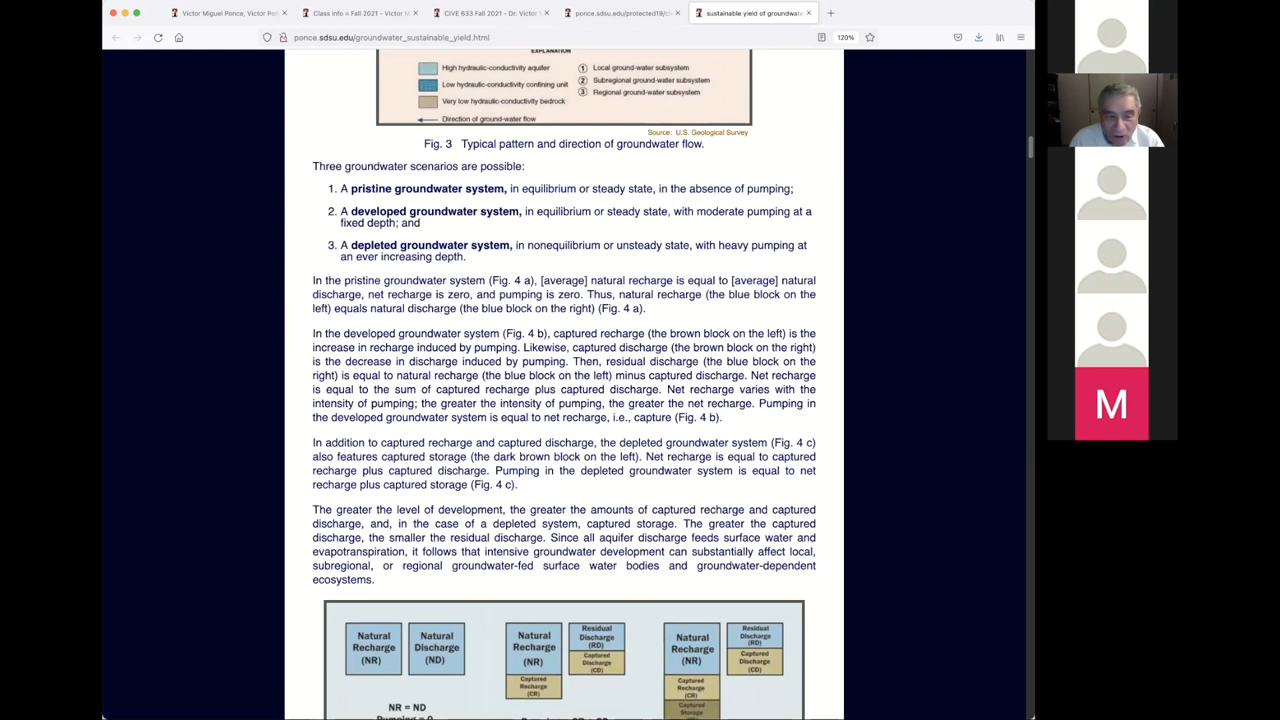 Victor Miguel Ponce, Victor Pon
Class info = Fall 2021 - Victor M
CIVE 633 Fall 2021 - Dr. Victor
ponce.sdsu.edu/protected19/ci
sustainable yield of groundwate
ponce.sdsu.edu/groundwater_sustainable_yield.html
120%
EXPLANATION
High hydraulic-conductivity aquifer
Low hydraulic-conductivity confining unit
Very low hydraulic-conductivity bedrock
Direction of ground-water flow
1 Local ground-water subsystem
2 Subregional ground-water subsystem
3 Regional ground-water subsystem
Source: U.S. Geological Survey
Fig. 3 Typical pattern and direction of groundwater flow.
Three groundwater scenarios are possible:
1. A pristine groundwater system, in equilibrium or steady state, in the absence of pumping;
2. A developed groundwater system, in equilibrium or steady state, with moderate pumping at a
fixed depth; and
3. A depleted groundwater system, in nonequilibrium or unsteady state, with heavy pumping at
an ever increasing depth.
In the pristine groundwater system (Fig. 4 a), [average] natural recharge is equal to [average] natural
discharge, net recharge is zero, and pumping is zero. Thus, natural recharge (the blue block on the
left) equals natural discharge (the blue block on the right) (Fig. 4 a).
In the developed groundwater system (Fig. 4 b), captured recharge (the brown block on the left) is the
increase in recharge induced by pumping. Likewise, captured discharge (the brown block on the right)
is the decrease in discharge induced by pumping. Then, residual discharge (the blue block on the
right) is equal to natural recharge (the blue block on the left) minus captured discharge. Net recharge
is equal to the sum of captured recharge plus captured discharge. Net recharge varies with the
intensity of pumping; the greater the intensity of pumping, the greater the net recharge. Pumping in
the developed groundwater system is equal to net recharge, i.e., capture (Fig. 4 b).
In addition to captured recharge and captured discharge, the depleted groundwater system (Fig. 4 c)
also features captured storage (the dark brown block on the left). Net recharge is equal to captured
recharge plus captured discharge. Pumping in the depleted groundwater system is equal to net
recharge plus captured storage (Fig. 4 c).
The greater the level of development, the greater the amounts of captured recharge and captured
discharge, and, in the case of a depleted system, captured storage. The greater the captured
discharge, the smaller the residual discharge. Since all aquifer discharge feeds surface water and
evapotranspiration, it follows that intensive groundwater development can substantially affect local,
subregional, or regional groundwater-fed surface water bodies and groundwater-dependent
ecosystems.
Natural
Recharge
(NR)
Natural
Discharge
(ND)
NR = ND
Pumping = 0
Natural
Recharge
(NR)
Captured
Recharge
(CR)
Residual
Discharge
(RD)
Captured
Discharge
(CD)
Natural
Recharge
(NR)
Captured
Recharge
(CR)
Captured
Storage
Residual
Discharge
(RD)
Captured
Discharge
(CD)
M